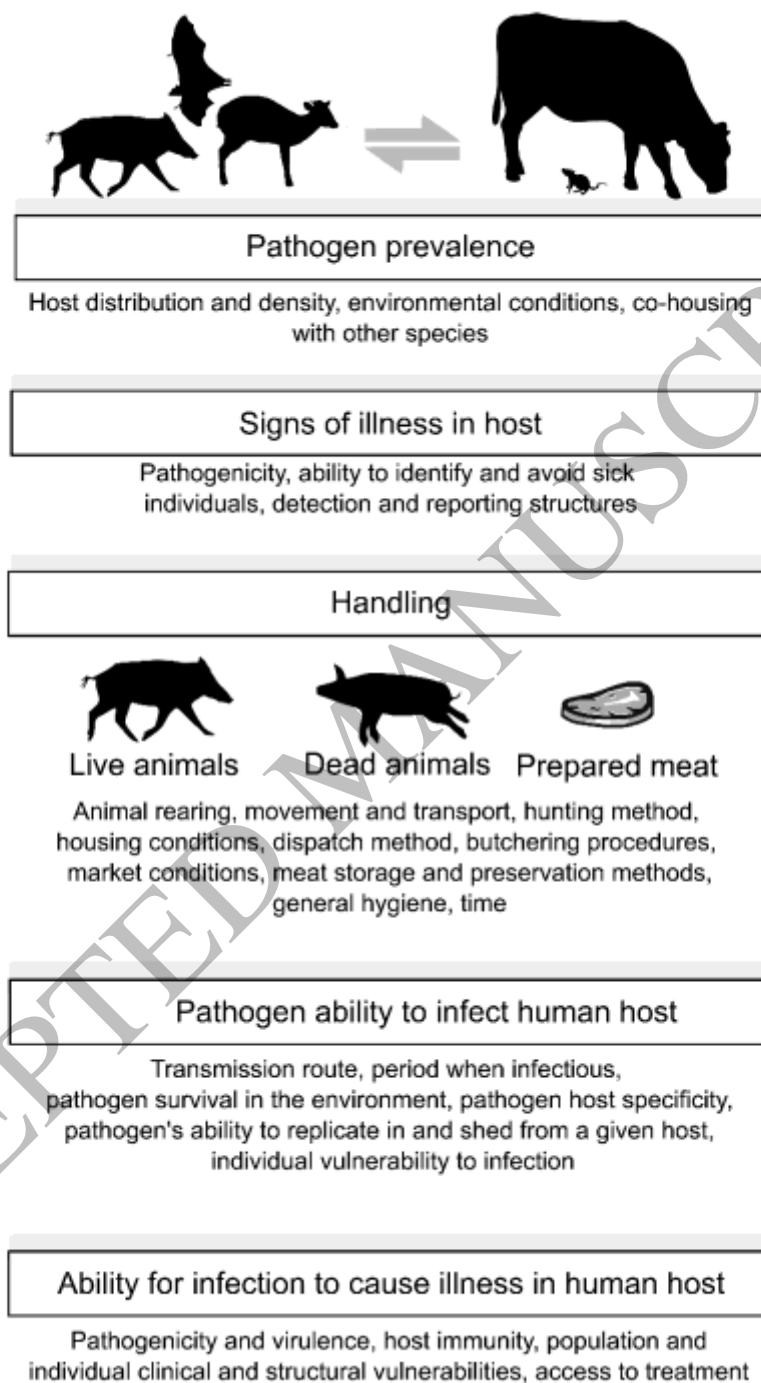 Pathogen prevalence
Host distribution and density, environmental conditions, co-housing
with other species
Signs of illness in host
Pathogenicity, ability to identify and avoid sick
individuals, detection and reporting structures
Handling
Live animals Dead animals Prepared meat
Animal rearing, movement and transport, hunting method,
housing conditions, dispatch method, butchering procedures,
market conditions, meat storage and preservation methods,
general hygiene, time
Pathogen ability to infect human host
Transmission route, period when infectious,
pathogen survival in the environment, pathogen host specificity,
pathogen's ability to replicate in and shed from a given host,
individual vulnerability to infection
Ability for infection to cause illness in human host
Pathogenicity and virulence, host immunity, population and
individual clinical and structural vulnerabilities, access to treatment
EPTED MANUSCRI